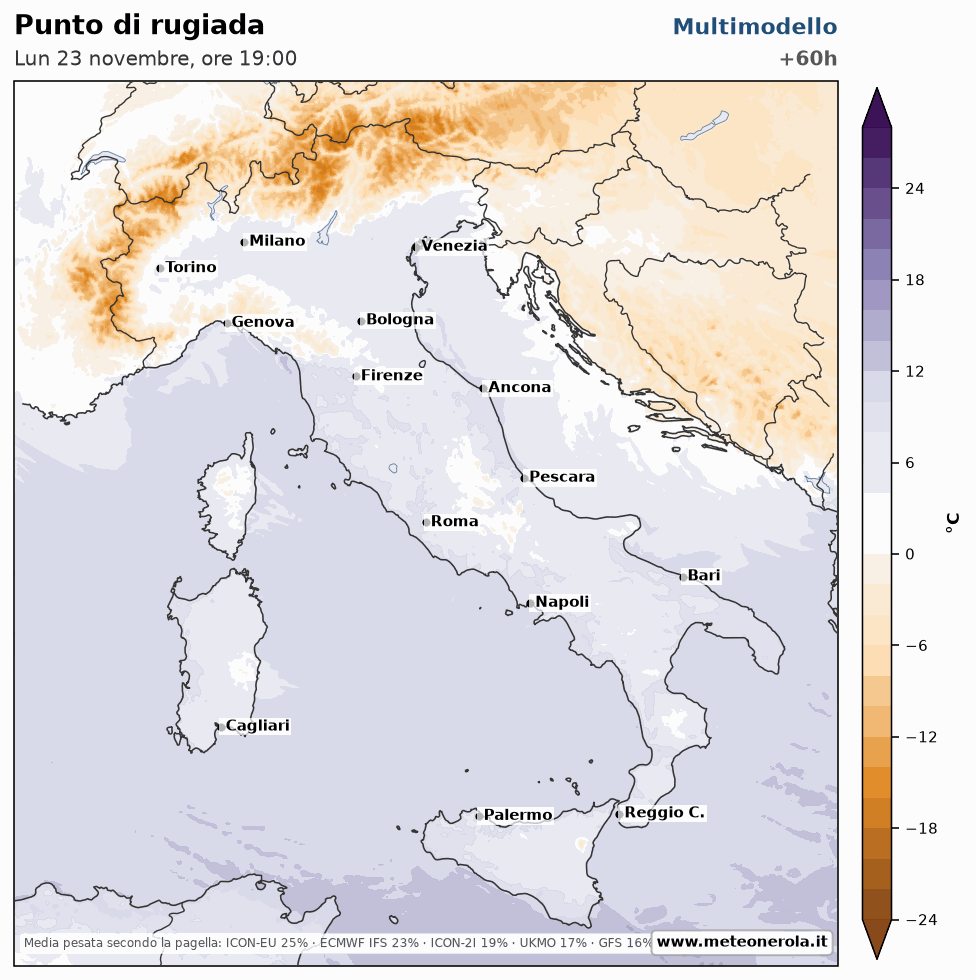 Punto di rugiada
Multimodello
Lun 23 novembre, ore 19:00
+60h
Milano
Venezia
Torino
Genova
Bologna
Firenze
Ancona
Pescara
Roma
Bari
Napoli
Cagliari
Palermo
Reggio C.
24
18
12
6
0
−6
−12
−18
−24
°C
Media pesata secondo la pagella: ICON-EU 25% · ECMWF IFS 23% · ICON-2I 19% · UKMO 17% · GFS 16%
www.meteonerola.it